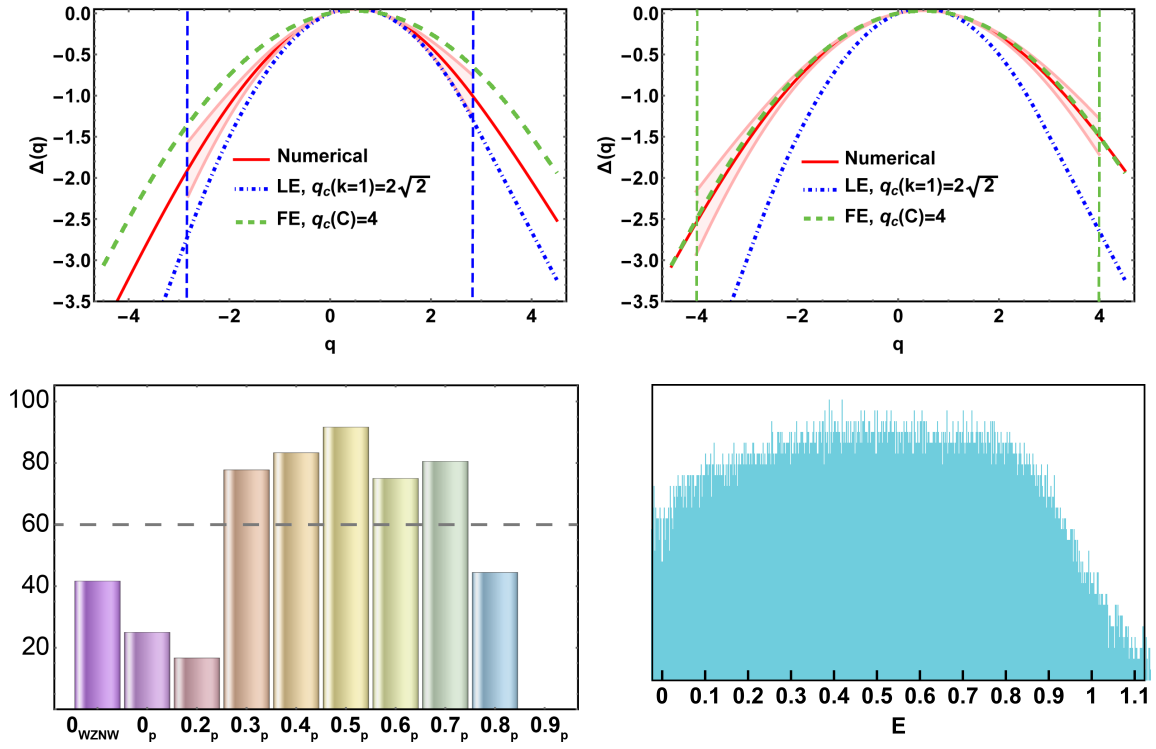 0.0
−0.5
−1.0
−1.5
−2.0
−2.5
−3.0
−3.5
Δ(q)
Numerical
LE, q_c(k=1)=2√2
FE, q_c(C)=4
−4 −2 0 2 4
q
0.0
−0.5
−1.0
−1.5
−2.0
−2.5
−3.0
−3.5
Δ(q)
Numerical
LE, q_c(k=1)=2√2
FE, q_c(C)=4
−4 −2 0 2 4
q
100
80
60
40
20
0_WZNW 0_p 0.2_p 0.3_p 0.4_p 0.5_p 0.6_p 0.7_p 0.8_p 0.9_p
0 0.1 0.2 0.3 0.4 0.5 0.6 0.7 0.8 0.9 1 1.1
E